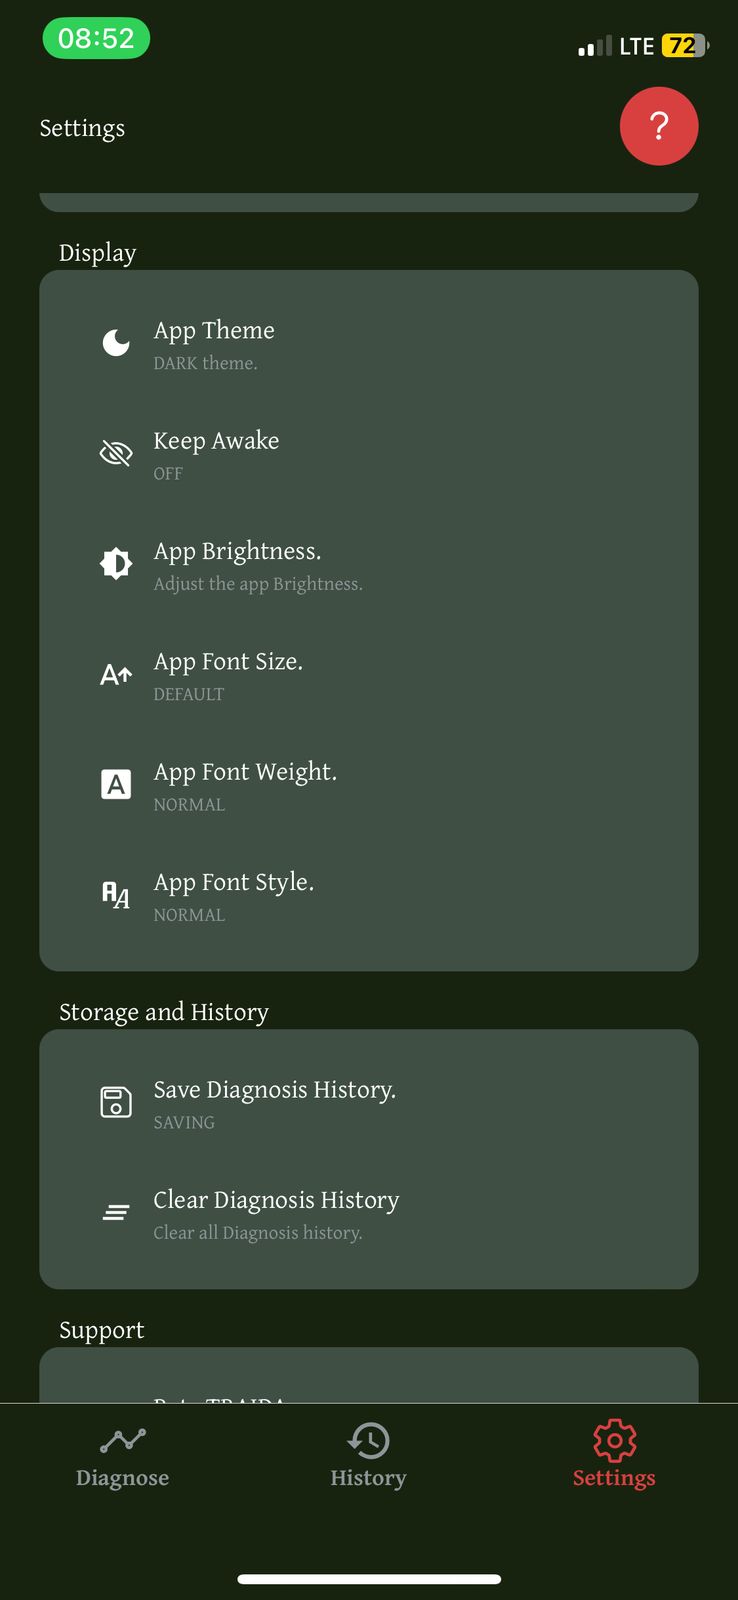 08:52
LTE 72
Settings
?
Display
App Theme
DARK theme.
Keep Awake
OFF
App Brightness.
Adjust the app Brightness.
App Font Size.
DEFAULT
App Font Weight.
NORMAL
App Font Style.
NORMAL
Storage and History
Save Diagnosis History.
SAVING
Clear Diagnosis History
Clear all Diagnosis history.
Support
Diagnose
History
Settings